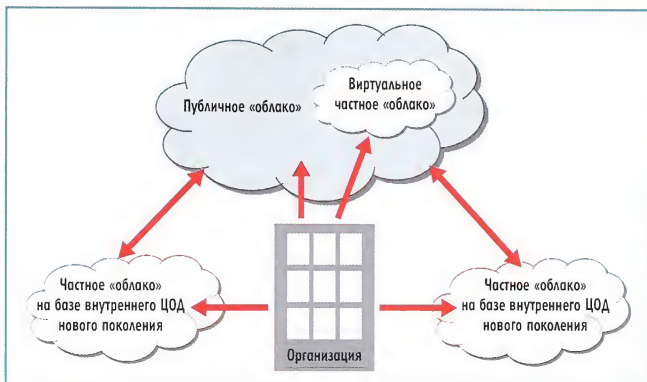 Публичное «облако»
Виртуальное
частное «облако»
Частное «облако»
на базе внутреннего ЦОД
нового поколения
Организация
Частное «облако»
на базе внутреннего ЦОД
нового поколения